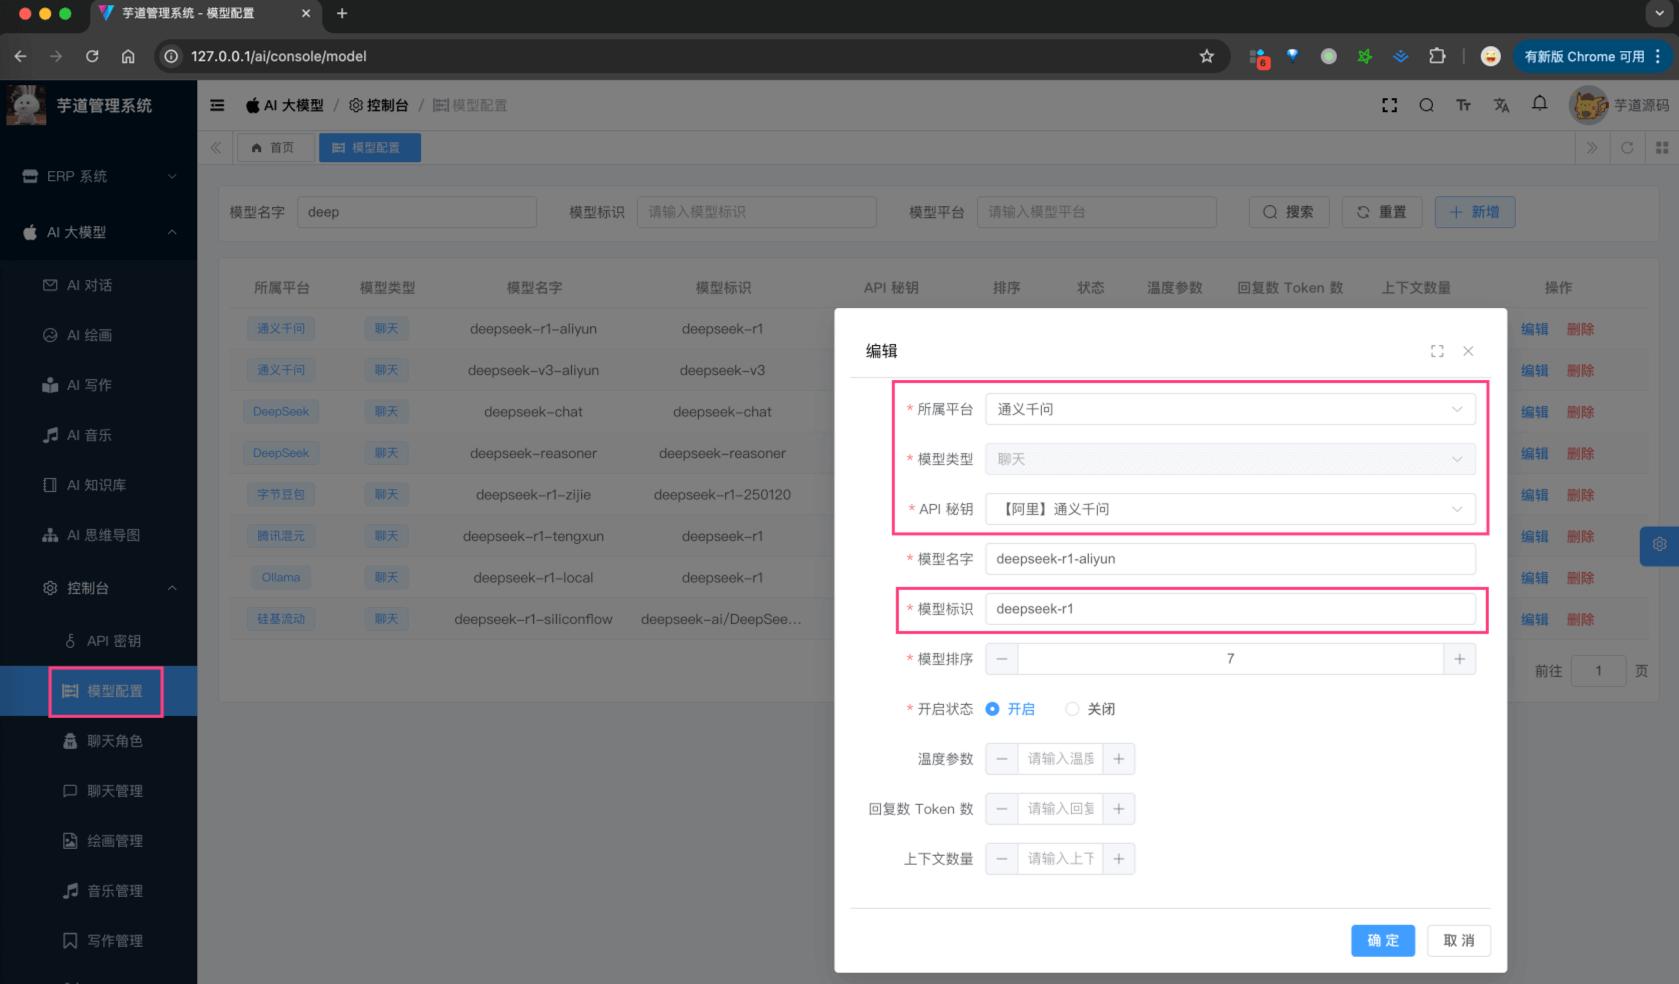 芋道管理系统 - 模型配置
127.0.0.1/ai/console/model
6
有新版 Chrome 可用
芋道管理系统
AI 大模型 / 控制台 / 模型配置
芋道源码
首页
模型配置
ERP 系统
AI 大模型
AI 对话
AI 绘画
AI 写作
AI 音乐
AI 知识库
AI 思维导图
控制台
API 密钥
模型配置
聊天角色
聊天管理
绘画管理
音乐管理
写作管理
模型名字 deep 模型标识 请输入模型标识 模型平台 请输入模型平台 搜索 重置 新增
所属平台 模型类型 模型名字 模型标识 API 秘钥 排序 状态 温度参数 回复数 Token 数 上下文数量 操作
通义千问 聊天 deepseek-r1-aliyun deepseek-r1 编辑 删除
通义千问 聊天 deepseek-v3-aliyun deepseek-v3 编辑 删除
DeepSeek 聊天 deepseek-chat deepseek-chat 编辑 删除
DeepSeek 聊天 deepseek-reasoner deepseek-reasoner 编辑 删除
字节豆包 聊天 deepseek-r1-zijie deepseek-r1-250120 编辑 删除
腾讯混元 聊天 deepseek-r1-tengxun deepseek-r1 编辑 删除
Ollama 聊天 deepseek-r1-local deepseek-r1 编辑 删除
硅基流动 聊天 deepseek-r1-siliconflow deepseek-ai/DeepSee... 编辑 删除
前往 1 页
编辑
* 所属平台 通义千问
* 模型类型 聊天
* API 秘钥 【阿里】通义千问
* 模型名字 deepseek-r1-aliyun
* 模型标识 deepseek-r1
* 模型排序 7
* 开启状态 开启 关闭
温度参数 请输入温度
回复数 Token 数 请输入回复
上下文数量 请输入上下
确 定 取 消